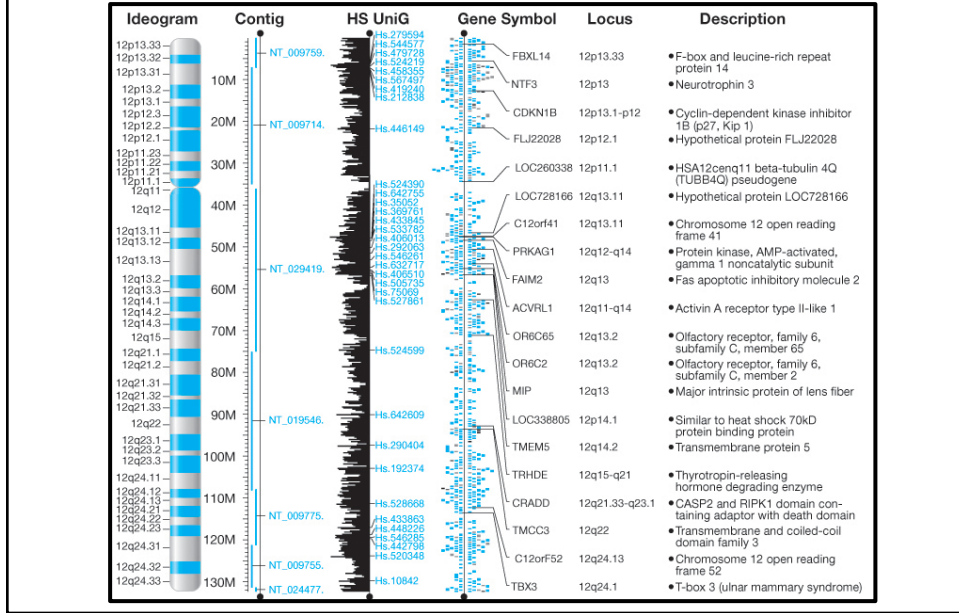 Ideogram Contig HS UniG Gene Symbol Locus Description
12p13.33
12p13.32
12p13.31
12p13.2
12p13.1
12p12.3
12p12.2
12p12.1
12p11.23
12p11.22
12p11.21
12p11.1
12q11
12q12
12q13.11
12q13.12
12q13.13
12q13.2
12q13.3
12q14.1
12q14.2
12q14.3
12q15
12q21.1
12q21.2
12q21.31
12q21.32
12q21.33
12q22
12q23.1
12q23.2
12q23.3
12q24.11
12q24.12
12q24.13
12q24.21
12q24.22
12q24.23
12q24.31
12q24.32
12q24.33
10M
20M
30M
40M
50M
60M
70M
80M
90M
100M
110M
120M
130M
NT_009759.
NT_009714.
NT_029419.
NT_019546.
NT_009775.
NT_009755.
NT_024477.
Hs.279594
Hs.544577
Hs.479728
Hs.524219
Hs.458355
Hs.567497
Hs.419240
Hs.212838
Hs.446149
Hs.524390
Hs.642755
Hs.35052
Hs.369761
Hs.433845
Hs.533782
Hs.406013
Hs.292063
Hs.546261
Hs.632717
Hs.406510
Hs.505735
Hs.75069
Hs.527861
Hs.524599
Hs.642609
Hs.290404
Hs.192374
Hs.528668
Hs.433863
Hs.448226
Hs.546285
Hs.442798
Hs.520348
Hs.10842
FBXL14 12p13.33 •F-box and leucine-rich repeat
protein 14
NTF3 12p13 •Neurotrophin 3
CDKN1B 12p13.1-p12 •Cyclin-dependent kinase inhibitor
1B (p27, Kip 1)
FLJ22028 12p12.1 •Hypothetical protein FLJ22028
LOC260338 12p11.1 •HSA12cenq11 beta-tubulin 4Q
(TUBB4Q) pseudogene
LOC728166 12q13.11 •Hypothetical protein LOC728166
C12orf41 12q13.11 •Chromosome 12 open reading
frame 41
PRKAG1 12q12-q14 •Protein kinase, AMP-activated,
gamma 1 noncatalytic subunit
FAIM2 12q13 •Fas apoptotic inhibitory molecule 2
ACVRL1 12q11-q14 •Activin A receptor type II-like 1
OR6C65 12q13.2 •Olfactory receptor, family 6,
subfamily C, member 65
OR6C2 12q13.2 •Olfactory receptor, family 6,
subfamily C, member 2
MIP 12q13 •Major intrinsic protein of lens fiber
LOC338805 12p14.1 •Similar to heat shock 70kD
protein binding protein
TMEM5 12q14.2 •Transmembrane protein 5
TRHDE 12q15-q21 •Thyrotropin-releasing
hormone degrading enzyme
CRADD 12q21.33-q23.1 •CASP2 and RIPK1 domain con-
taining adaptor with death domain
TMCC3 12q22 •Transmembrane and coiled-coil
domain family 3
C12orF52 12q24.13 •Chromosome 12 open reading
frame 52
TBX3 12q24.1 •T-box 3 (ulnar mammary syndrome)